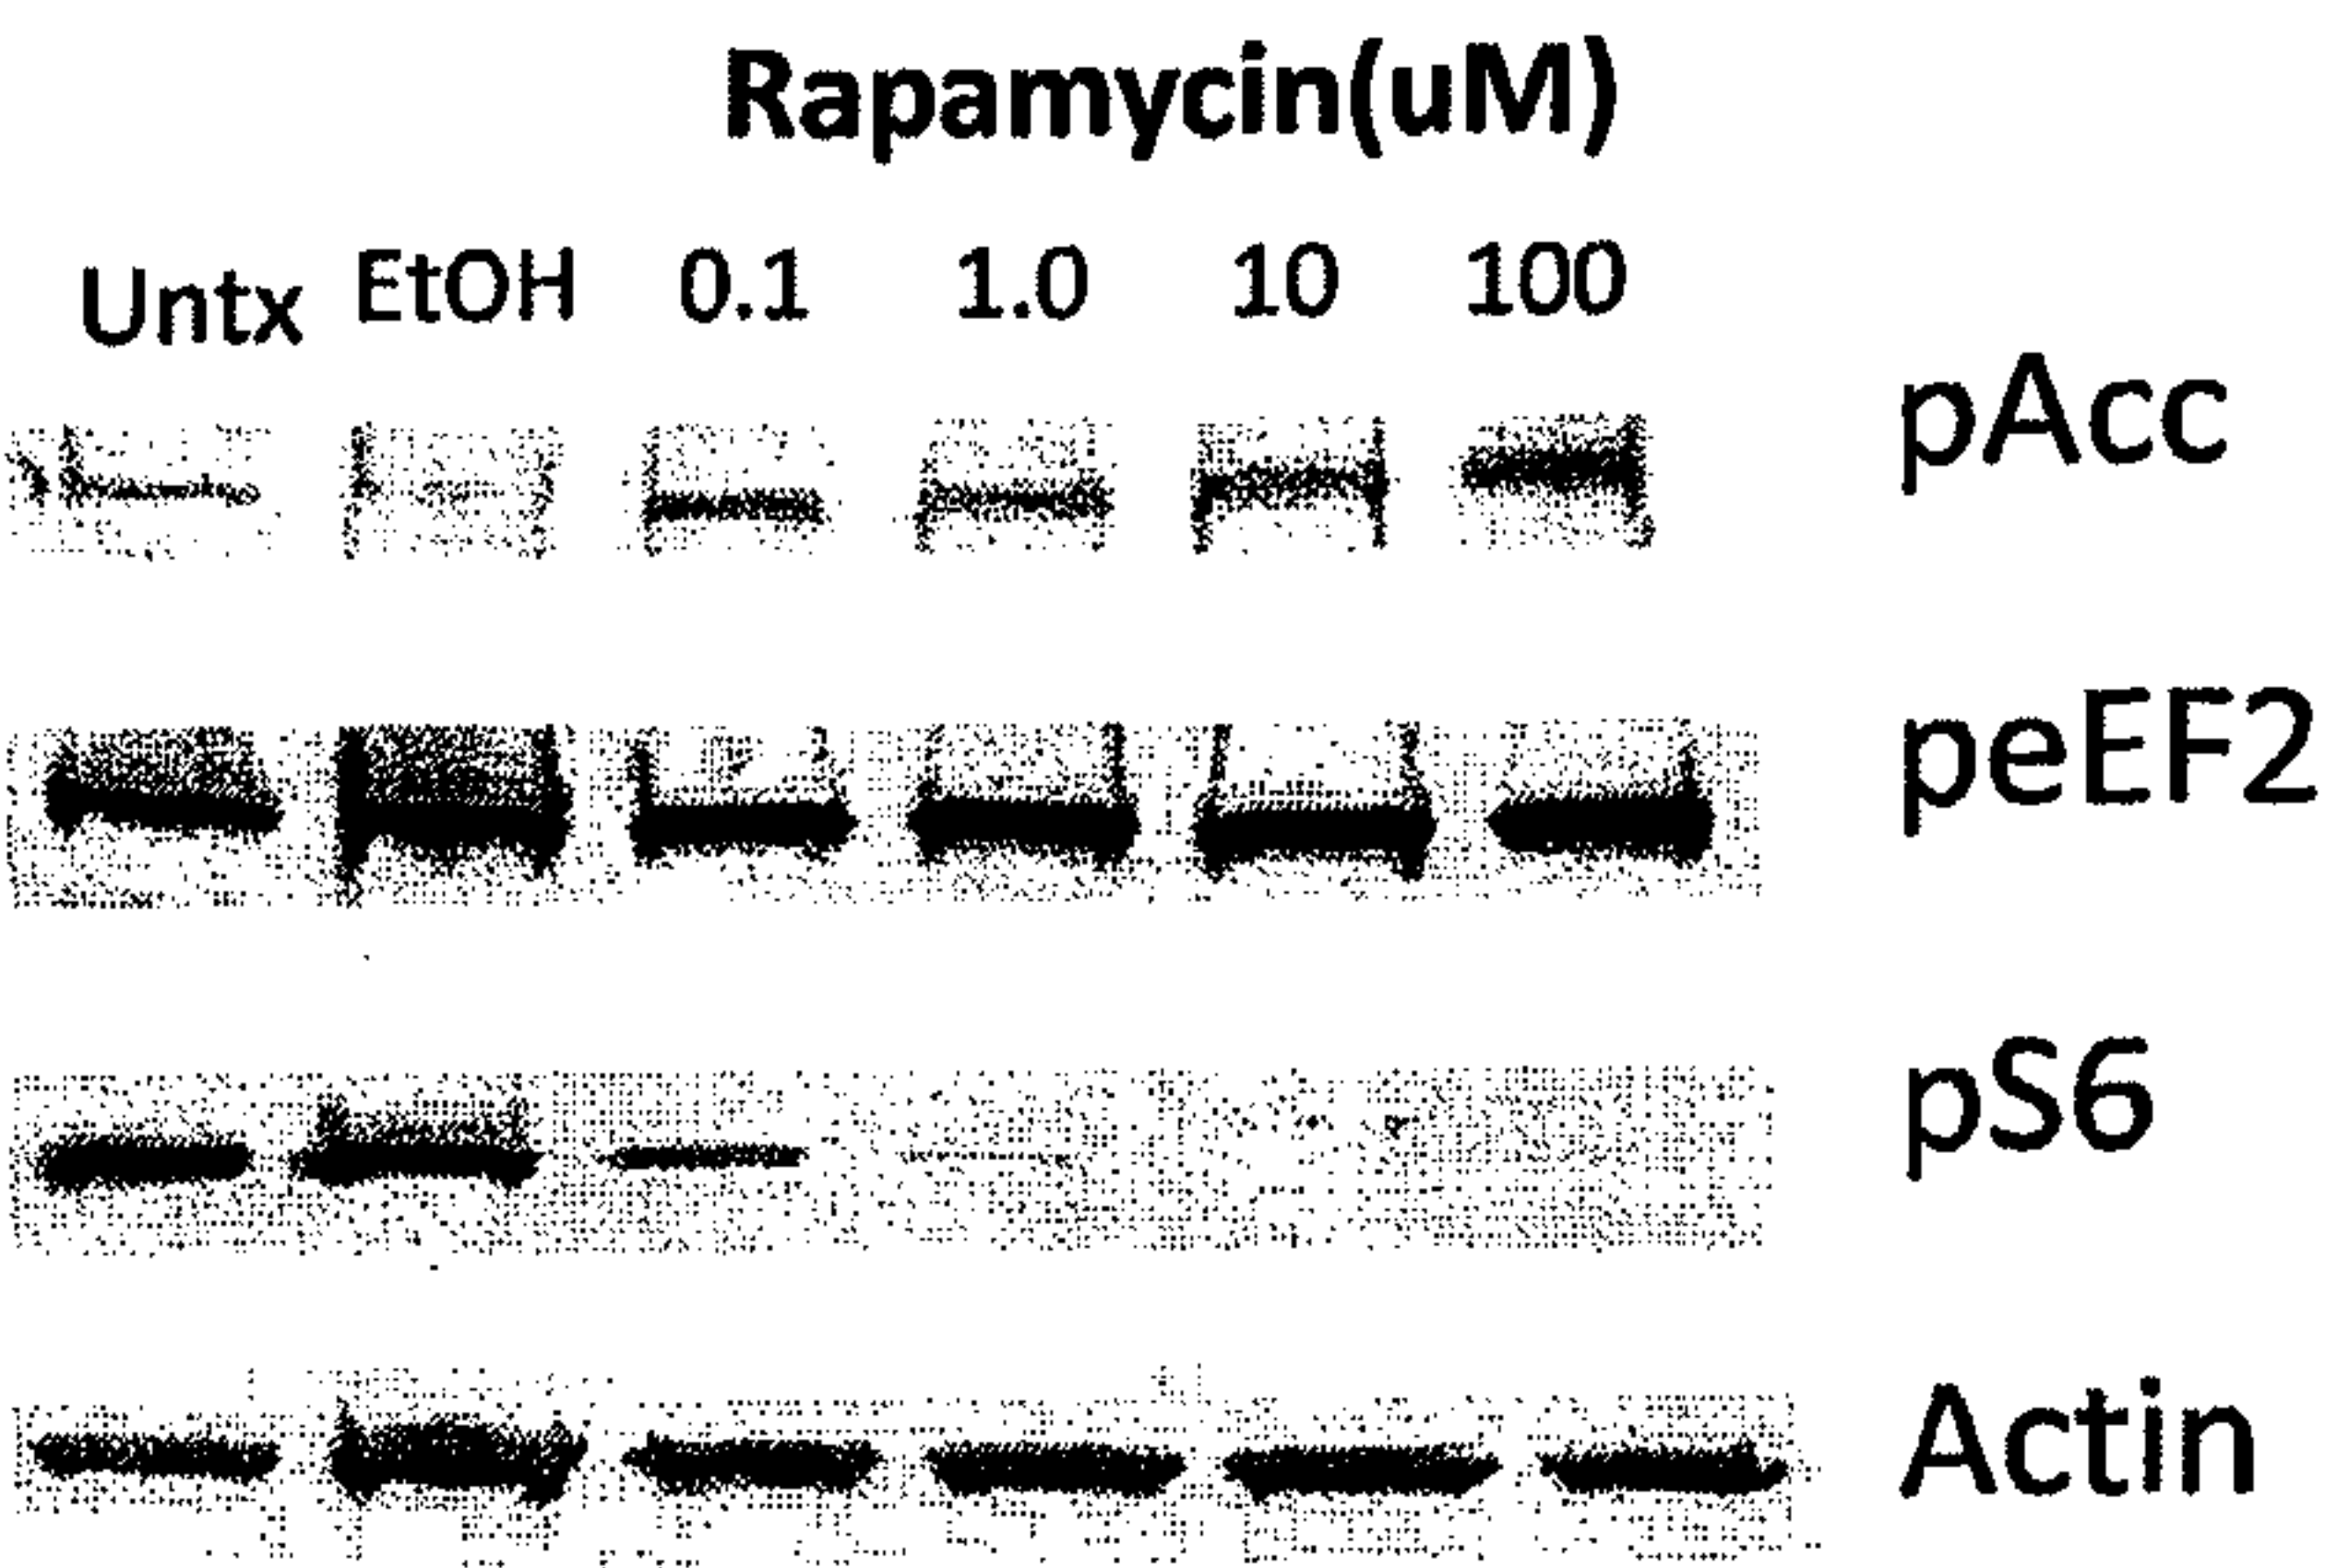 Rapamycin(uM)
Untx EtOH 0.1 1.0 10 100
pAcc
peEF2
pS6
Actin